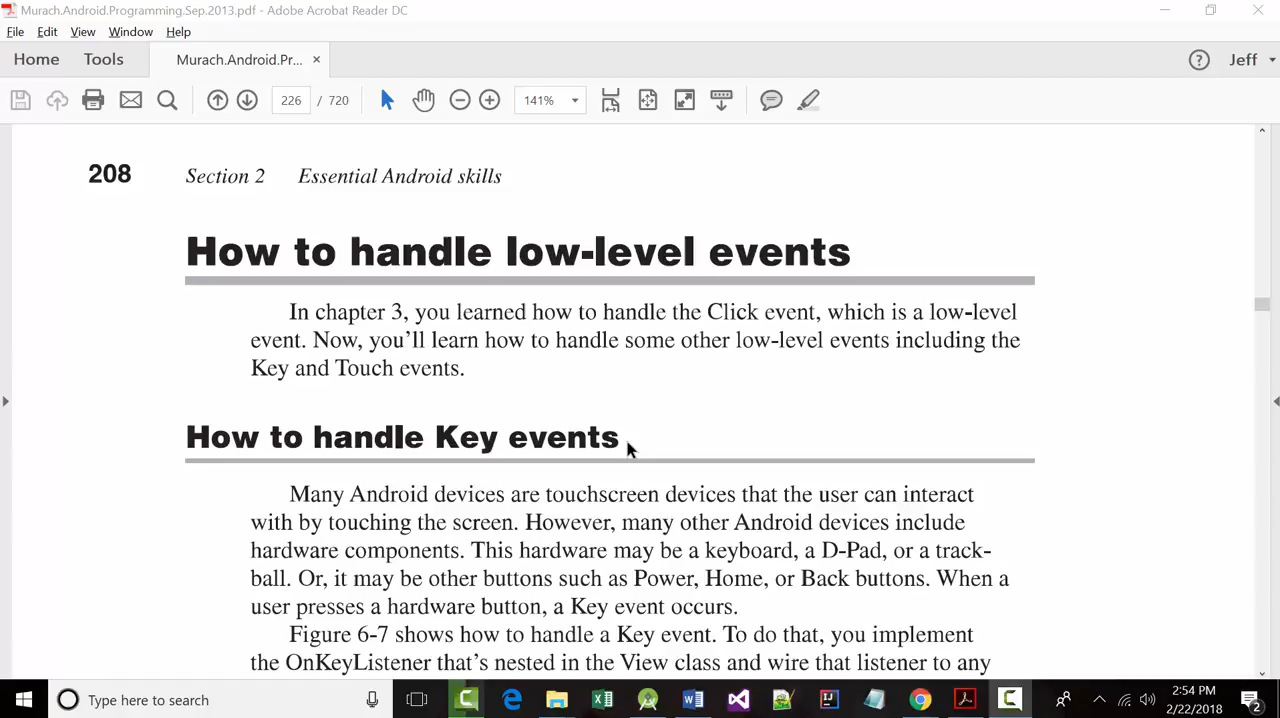 Murach.Android.Programming.Sep.2013.pdf - Adobe Acrobat Reader DC
File Edit View Window Help
Home Tools Murach.Android.Pr... × Jeff
226 / 720 141%
208 Section 2 Essential Android skills
How to handle low-level events
In chapter 3, you learned how to handle the Click event, which is a low-level
event. Now, you’ll learn how to handle some other low-level events including the
Key and Touch events.
How to handle Key events
Many Android devices are touchscreen devices that the user can interact
with by touching the screen. However, many other Android devices include
hardware components. This hardware may be a keyboard, a D-Pad, or a track-
ball. Or, it may be other buttons such as Power, Home, or Back buttons. When a
user presses a hardware button, a Key event occurs.
Figure 6-7 shows how to handle a Key event. To do that, you implement
the OnKeyListener that’s nested in the View class and wire that listener to any
Type here to search
2:54 PM
2/22/2018
2